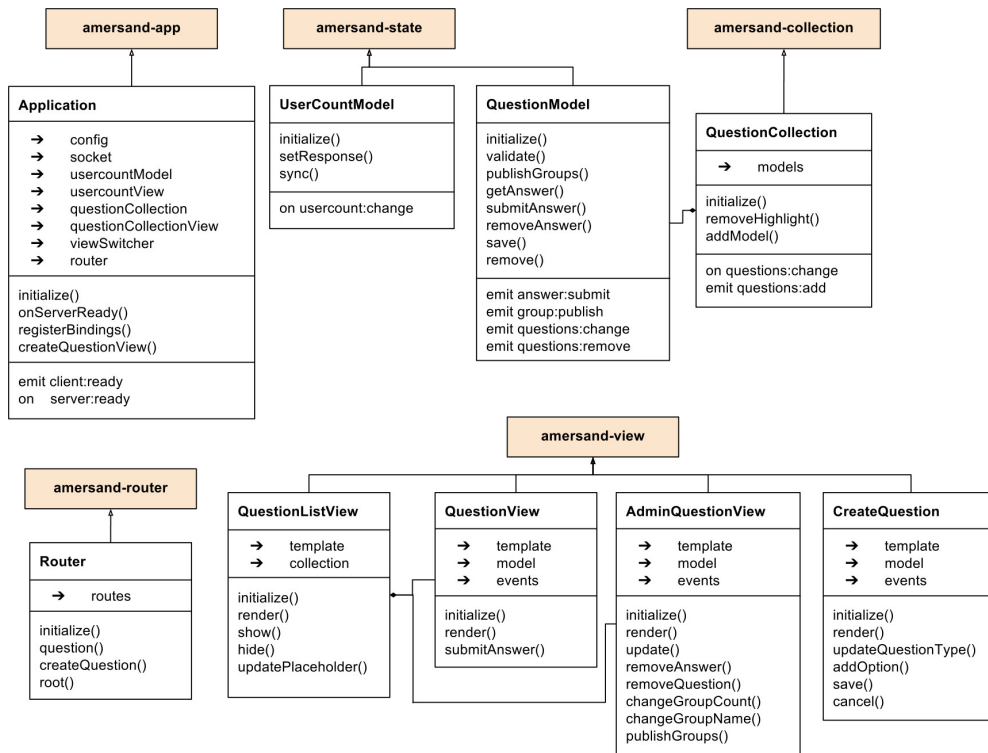 amersand-app
Application
➔ config
➔ socket
➔ usercountModel
➔ usercountView
➔ questionCollection
➔ questionCollectionView
➔ viewSwitcher
➔ router
initialize()
onServerReady()
registerBindings()
createQuestionView()
emit client:ready
on server:ready
amersand-state
UserCountModel
initialize()
setResponse()
sync()
on usercount:change
QuestionModel
initialize()
validate()
publishGroups()
getAnswer()
submitAnswer()
removeAnswer()
save()
remove()
emit answer:submit
emit group:publish
emit questions:change
emit questions:remove
amersand-collection
QuestionCollection
➔ models
initialize()
removeHighlight()
addModel()
on questions:change
emit questions:add
amersand-router
Router
➔ routes
initialize()
question()
createQuestion()
root()
amersand-view
QuestionListView
➔ template
➔ collection
initialize()
render()
show()
hide()
updatePlaceholder()
QuestionView
➔ template
➔ model
➔ events
initialize()
render()
submitAnswer()
AdminQuestionView
➔ template
➔ model
➔ events
initialize()
render()
update()
removeAnswer()
removeQuestion()
changeGroupCount()
changeGroupName()
publishGroups()
CreateQuestion
➔ template
➔ model
➔ events
initialize()
render()
updateQuestionType()
addOption()
save()
cancel()